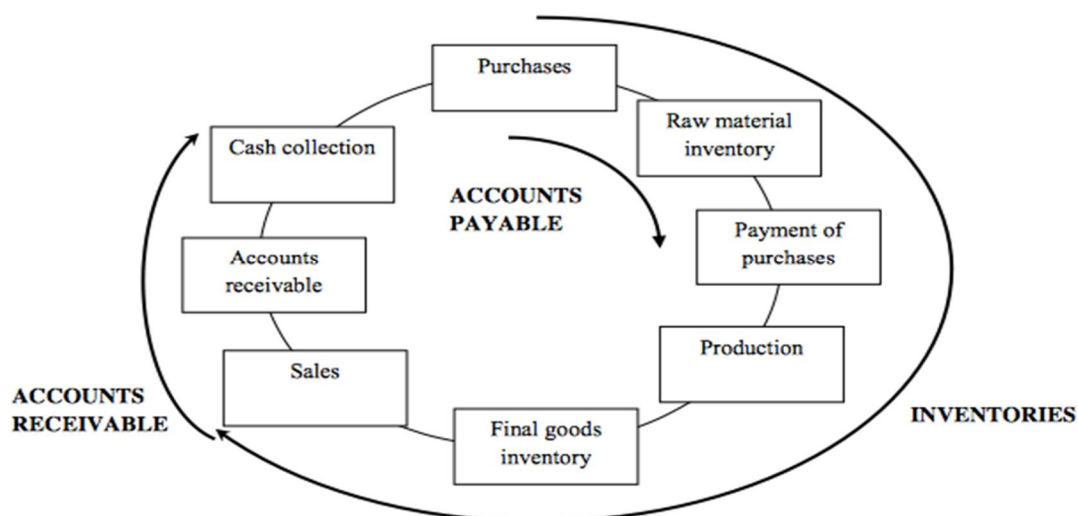 Purchases
Raw material
inventory
Cash collection
ACCOUNTS
PAYABLE
Payment of
purchases
Accounts
receivable
Production
Sales
ACCOUNTS
RECEIVABLE
INVENTORIES
Final goods
inventory